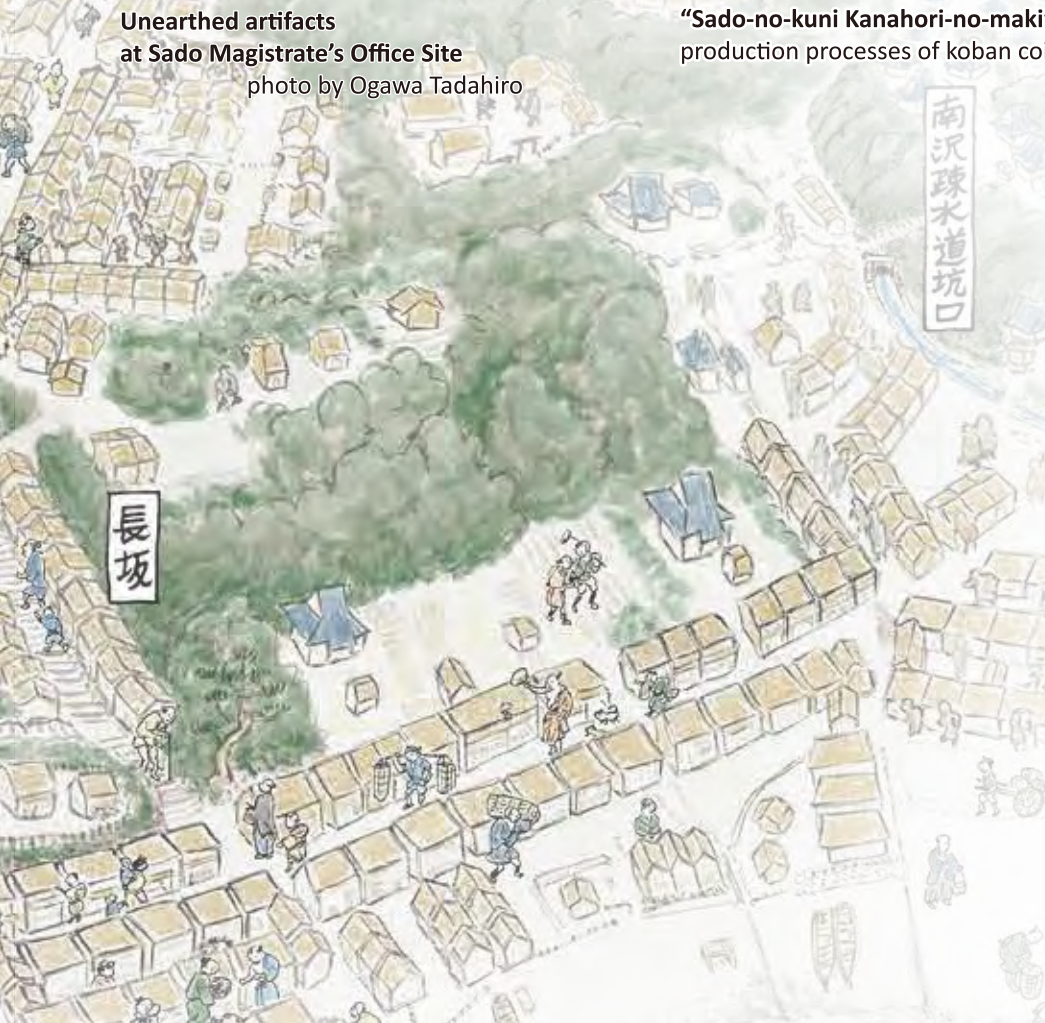 Unearthed artifacts
at Sado Magistrate's Office Site
photo by Ogawa Tadahiro
“Sado-no-kuni Kanahori-no-maki
production processes of koban co
南沢疎水道坑口
長坂